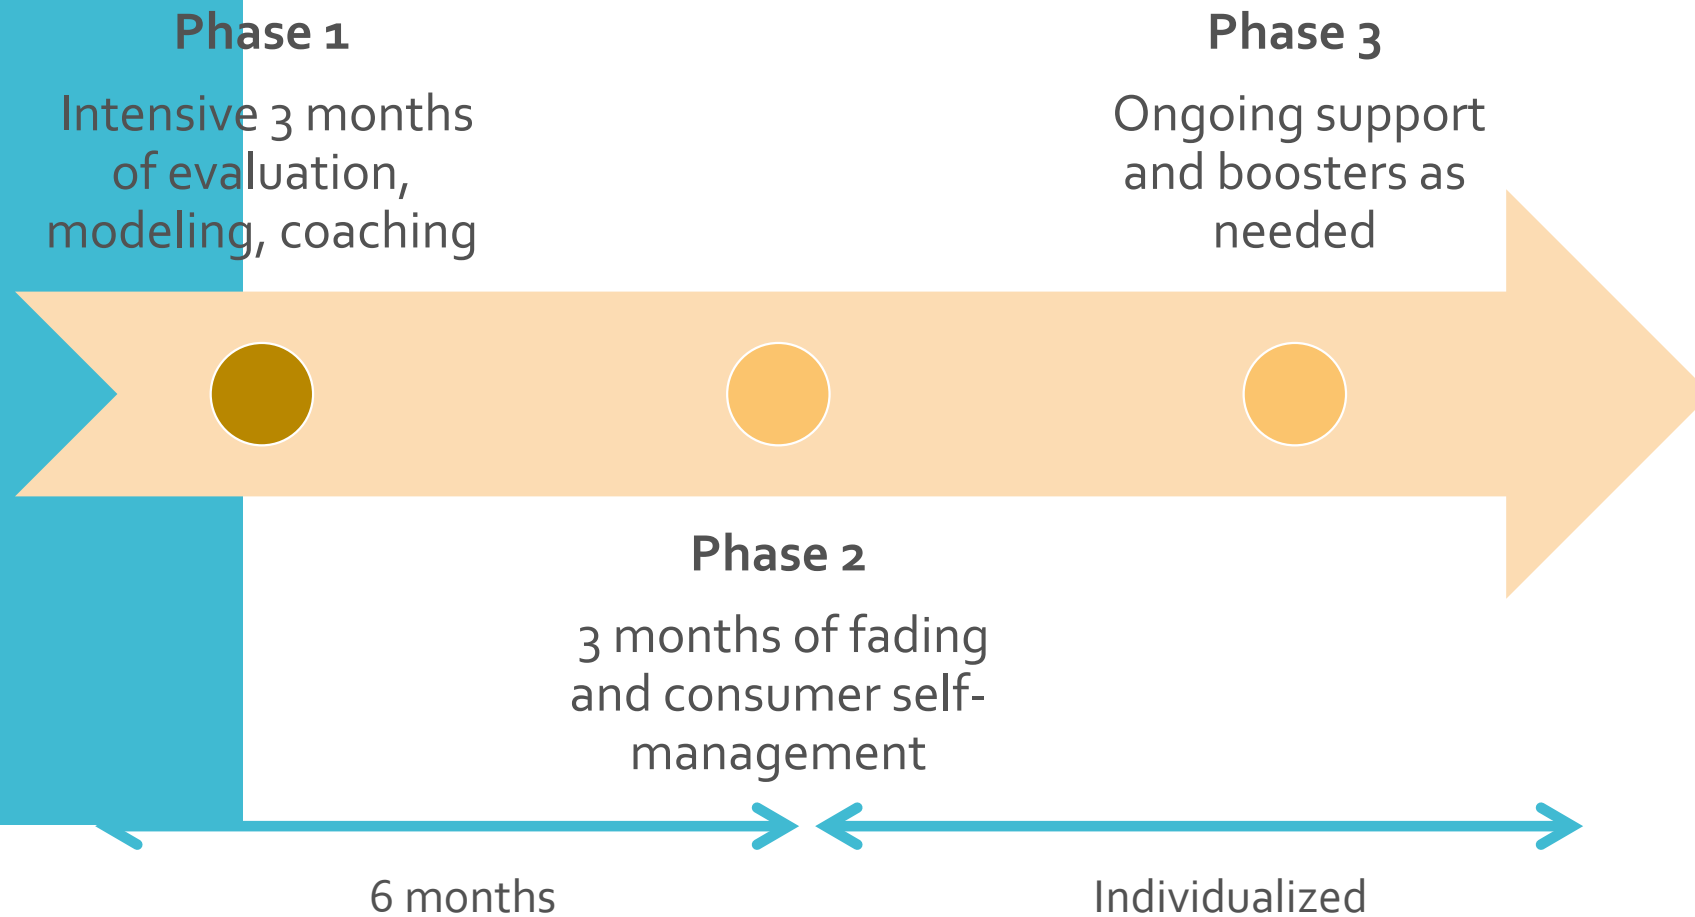 Phase 1
Intensive 3 months
of evaluation,
modeling, coaching
Phase 3
Ongoing support
and boosters as
needed
Phase 2
3 months of fading
and consumer self-
management
6 months
Individualized